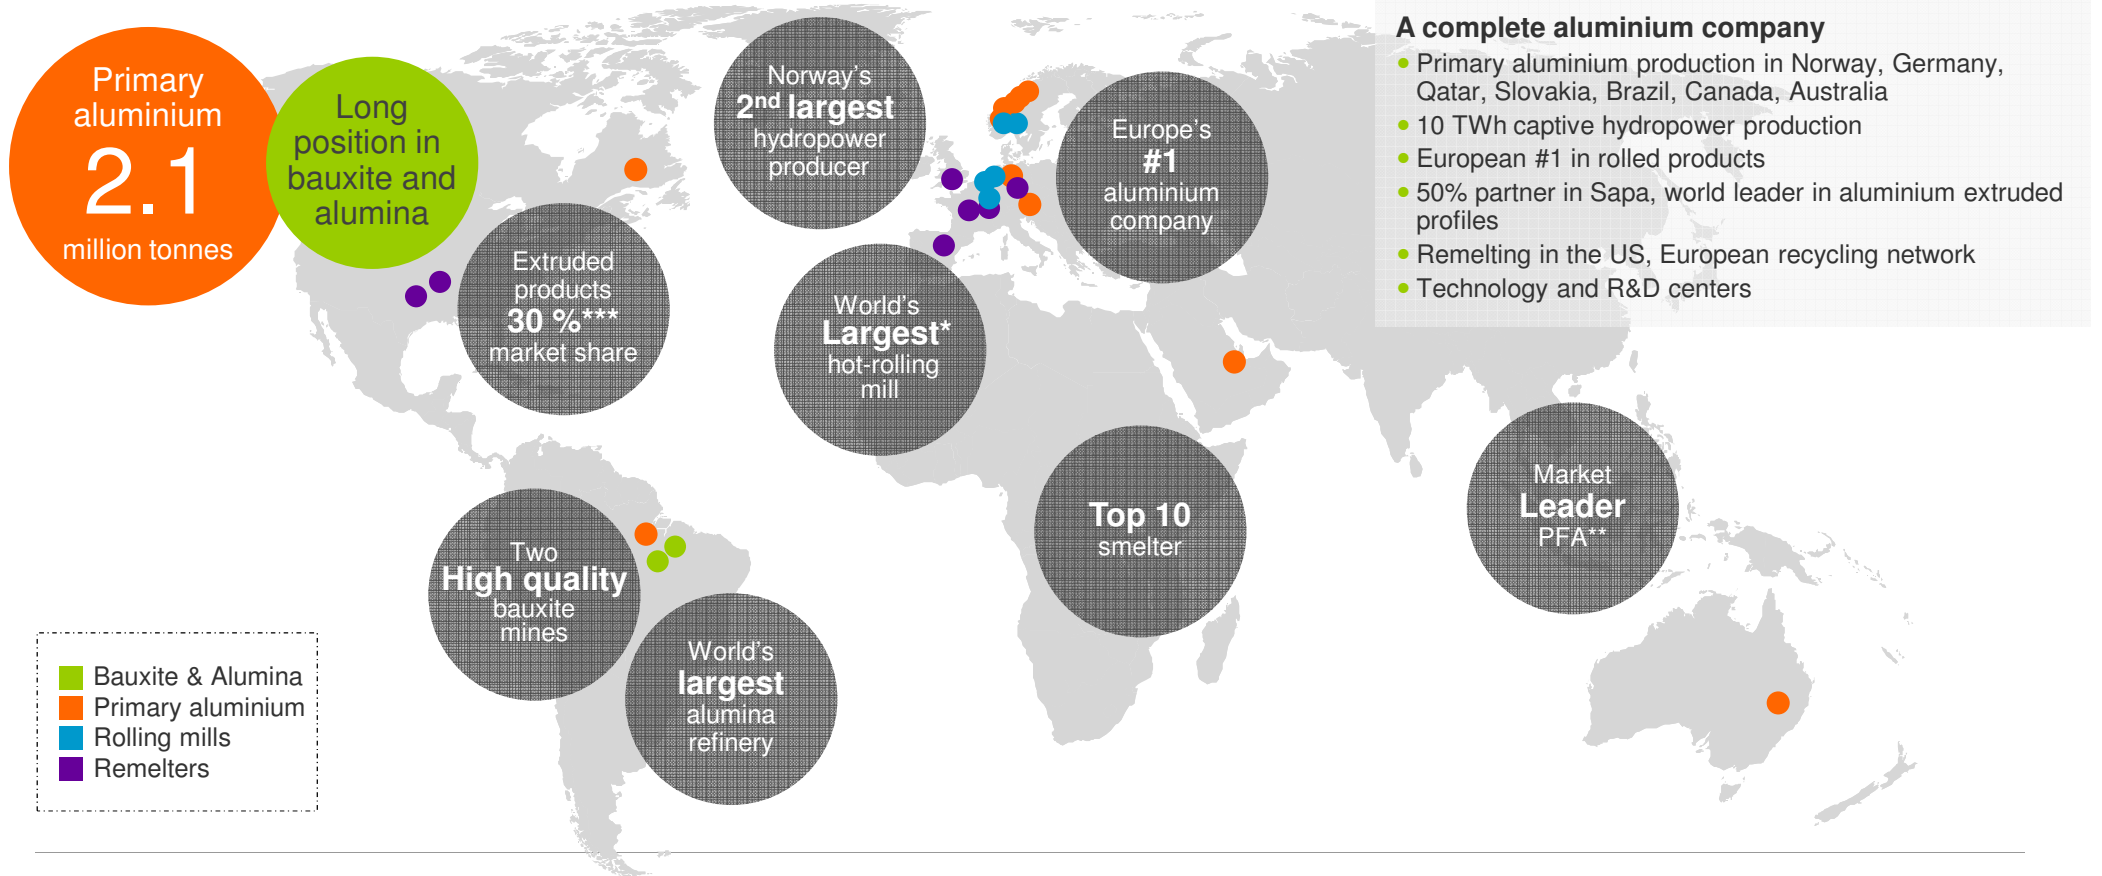 Primary
aluminium
2.1
million tonnes
Long
position in
bauxite and
alumina
Extruded
products
30 %***
market share
Norway's
2nd largest
hydropower
producer
World's
Largest*
hot-rolling
mill
Europe's
#1
aluminium
company
A complete aluminium company
• Primary aluminium production in Norway, Germany,
Qatar, Slovakia, Brazil, Canada, Australia
• 10 TWh captive hydropower production
• European #1 in rolled products
• 50% partner in Sapa, world leader in aluminium extruded
profiles
• Remelting in the US, European recycling network
• Technology and R&D centers
Two
High quality
bauxite
mines
World's
largest
alumina
refinery
Top 10
smelter
Market
Leader
PFA**
Bauxite & Alumina
Primary aluminium
Rolling mills
Remelters